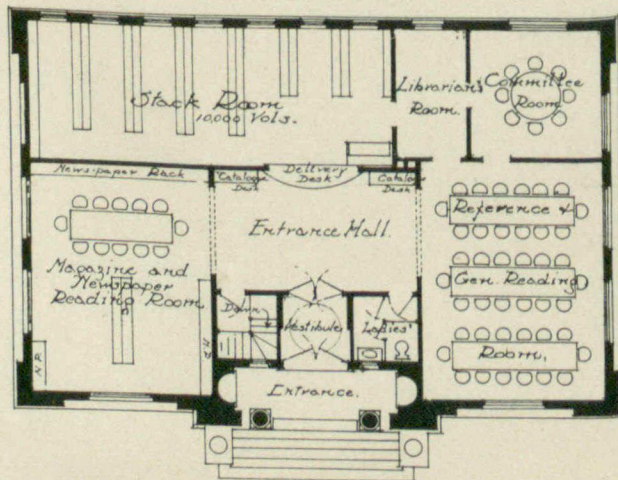 Stack Room
10,000 Vols.
Librarian's
Room.
Committee
Room
News-paper Rack
Catalogue
Desk
Delivery
Desk
Catalog
Desk
Entrance Hall.
Magazine and
Newspaper
Reading Room
Reference &
Gen. Reading
Room,
Down
Vestibule
Ladies'
N.P.
Entrance.